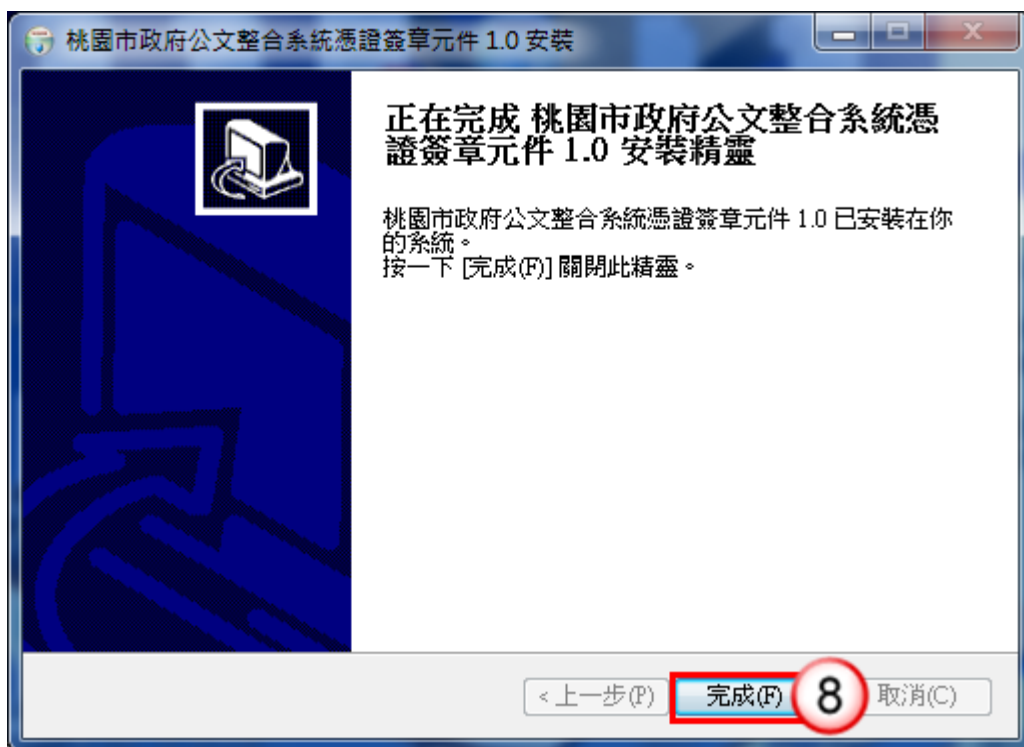 桃園市政府公文整合系統憑證簽章元件 1.0 安裝
正在完成 桃園市政府公文整合系統憑
證簽章元件 1.0 安裝精靈
桃園市政府公文整合系統憑證簽章元件 1.0 已安裝在你
的系統。
按一下 [完成(F)] 關閉此精靈。
<上一步(P) 完成(F) 8 取消(C)